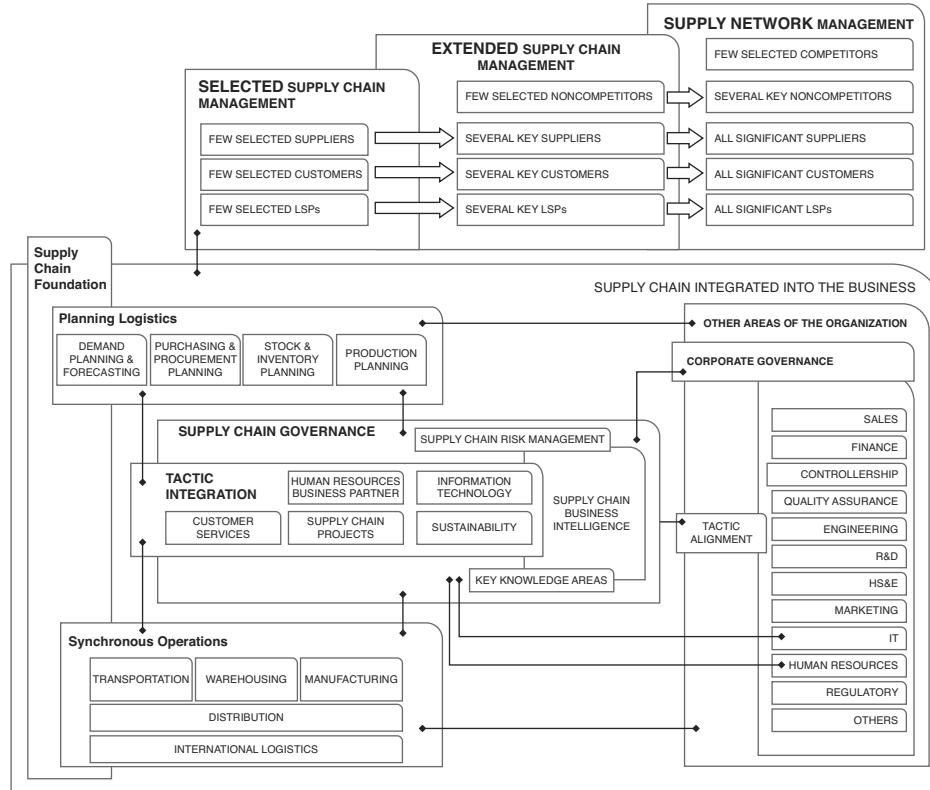 SUPPLY NETWORK MANAGEMENT
FEW SELECTED COMPETITORS
SEVERAL KEY NONCOMPETITORS
ALL SIGNIFICANT SUPPLIERS
ALL SIGNIFICANT CUSTOMERS
ALL SIGNIFICANT LSPs
EXTENDED SUPPLY CHAIN
MANAGEMENT
FEW SELECTED NONCOMPETITORS
SEVERAL KEY SUPPLIERS
SEVERAL KEY CUSTOMERS
SEVERAL KEY LSPs
SELECTED SUPPLY CHAIN
MANAGEMENT
FEW SELECTED SUPPLIERS
FEW SELECTED CUSTOMERS
FEW SELECTED LSPs
Supply
Chain
Foundation
SUPPLY CHAIN INTEGRATED INTO THE BUSINESS
Planning Logistics
DEMAND
PLANNING &
FORECASTING
PURCHASING &
PROCUREMENT
PLANNING
STOCK &
INVENTORY
PLANNING
PRODUCTION
PLANNING
OTHER AREAS OF THE ORGANIZATION
CORPORATE GOVERNANCE
SUPPLY CHAIN GOVERNANCE
SUPPLY CHAIN RISK MANAGEMENT
TACTIC
INTEGRATION
HUMAN RESOURCES
BUSINESS PARTNER
INFORMATION
TECHNOLOGY
CUSTOMER
SERVICES
SUPPLY CHAIN
PROJECTS
SUSTAINABILITY
SUPPLY CHAIN
BUSINESS
INTELLIGENCE
KEY KNOWLEDGE AREAS
TACTIC
ALIGNMENT
SALES
FINANCE
CONTROLLERSHIP
QUALITY ASSURANCE
ENGINEERING
R&D
HS&E
MARKETING
IT
HUMAN RESOURCES
REGULATORY
OTHERS
Synchronous Operations
TRANSPORTATION
WAREHOUSING
MANUFACTURING
DISTRIBUTION
INTERNATIONAL LOGISTICS